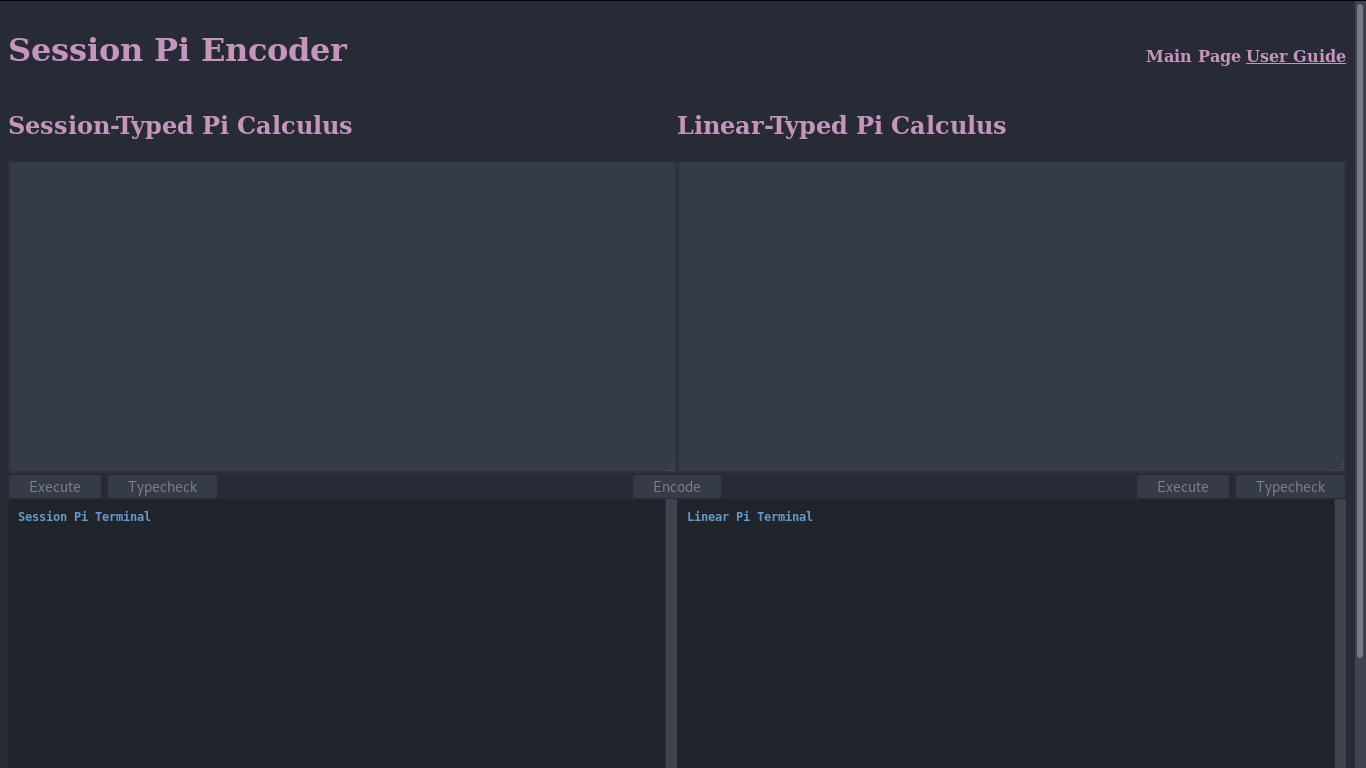 Session Pi Encoder
Main Page User Guide
Session-Typed Pi Calculus
Linear-Typed Pi Calculus
Execute Typecheck Encode Execute Typecheck
Session Pi Terminal
Linear Pi Terminal